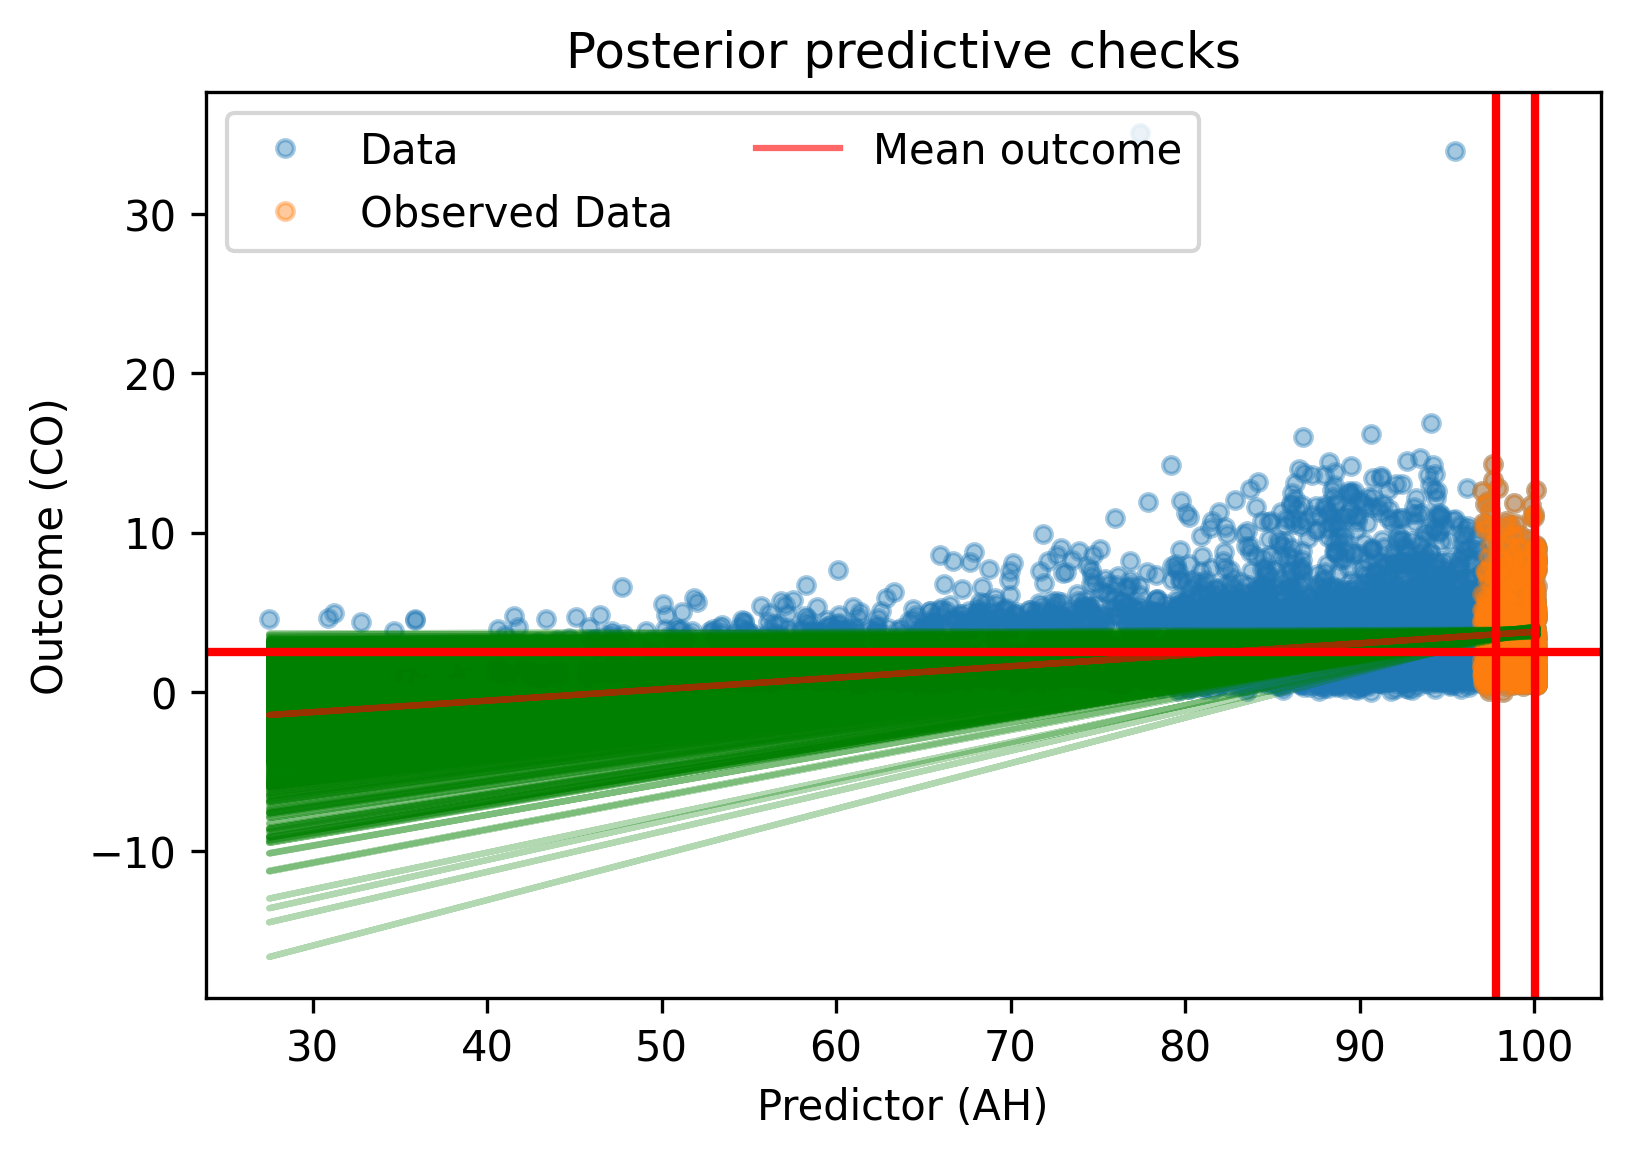 Posterior predictive checks
Data
Observed Data
Mean outcome
Outcome (CO)
30
20
10
0
−10
30
40
50
60
70
80
90
100
Predictor (AH)